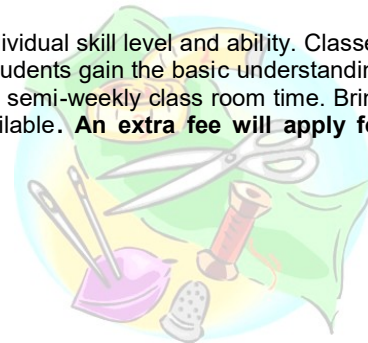 ividual skill level and ability. Classe
tudents gain the basic understandin
semi-weekly class room time. Brin
ilable. An extra fee will apply fo